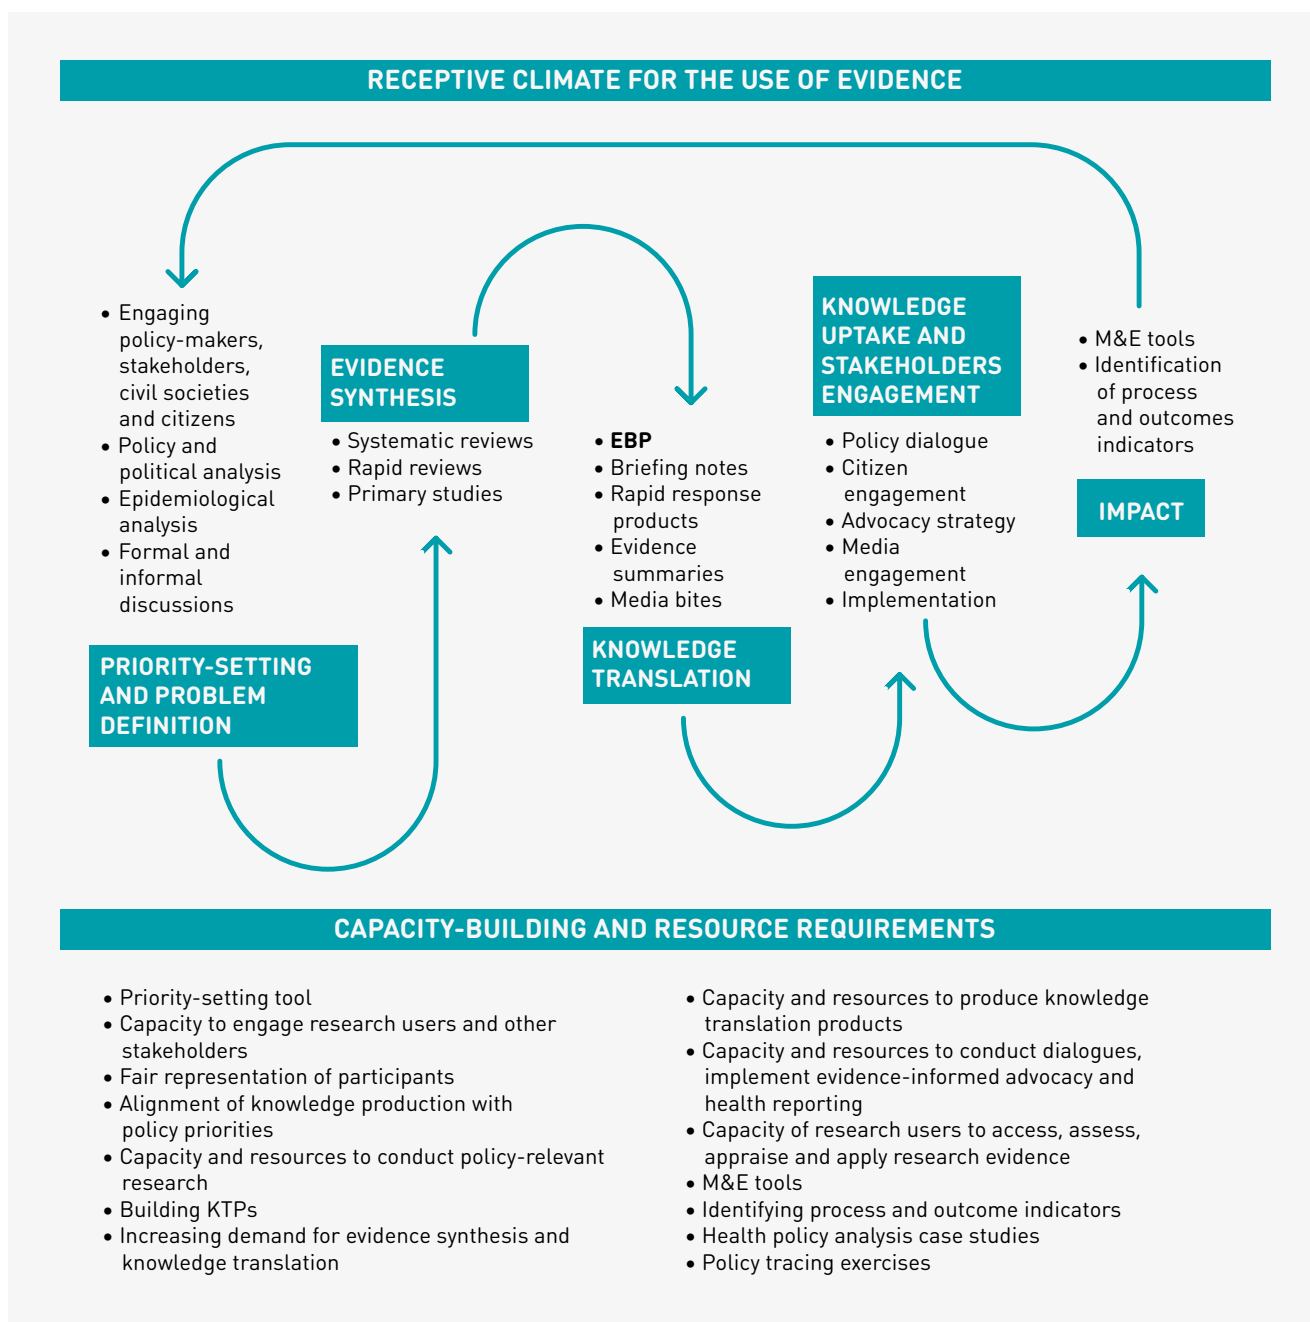 RECEPTIVE CLIMATE FOR THE USE OF EVIDENCE
• Engaging
policy-makers,
stakeholders,
civil societies
and citizens
• Policy and
political analysis
• Epidemiological
analysis
• Formal and
informal
discussions
PRIORITY-SETTING
AND PROBLEM
DEFINITION
EVIDENCE
SYNTHESIS
• Systematic reviews
• Rapid reviews
• Primary studies
• EBP
• Briefing notes
• Rapid response
products
• Evidence
summaries
• Media bites
KNOWLEDGE
TRANSLATION
KNOWLEDGE
UPTAKE AND
STAKEHOLDERS
ENGAGEMENT
• Policy dialogue
• Citizen
engagement
• Advocacy strategy
• Media
engagement
• Implementation
• M&E tools
• Identification
of process
and outcomes
indicators
IMPACT
CAPACITY-BUILDING AND RESOURCE REQUIREMENTS
• Priority-setting tool
• Capacity to engage research users and other
stakeholders
• Fair representation of participants
• Alignment of knowledge production with
policy priorities
• Capacity and resources to conduct policy-relevant
research
• Building KTPs
• Increasing demand for evidence synthesis and
knowledge translation
• Capacity and resources to produce knowledge
translation products
• Capacity and resources to conduct dialogues,
implement evidence-informed advocacy and
health reporting
• Capacity of research users to access, assess,
appraise and apply research evidence
• M&E tools
• Identifying process and outcome indicators
• Health policy analysis case studies
• Policy tracing exercises